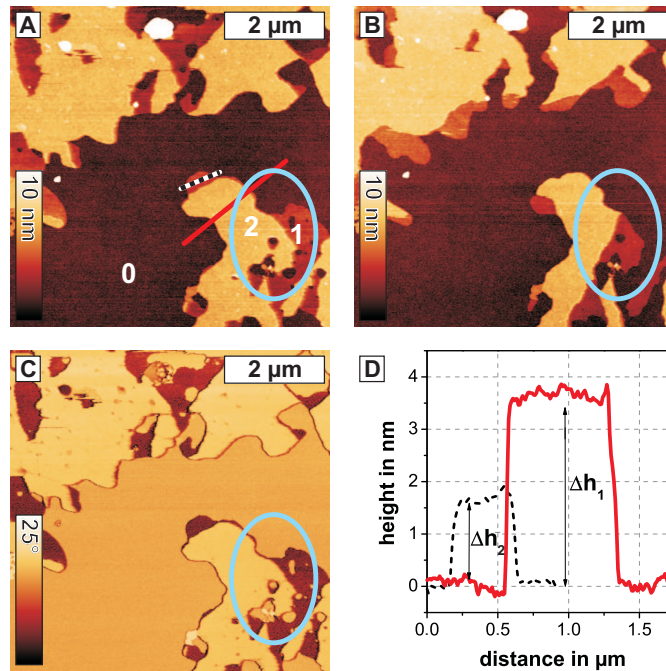 A
2 µm
B
2 µm
10 nm
0
2
1
10 nm
C
2 µm
D
25°
height in nm
4
3
2
1
0
Δh1
Δh2
0.0
0.5
1.0
1.5
distance in µm